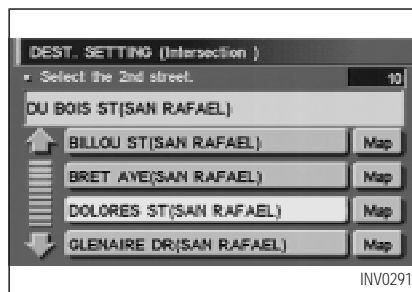 DEST. SETTING (Intersection )
Select the 2nd street. 10
DU BOIS ST(SAN RAFAEL)
BILLOU ST(SAN RAFAEL) Map
BRET AVE(SAN RAFAEL) Map
DOLORES ST(SAN RAFAEL) Map
GLENAIRE DR(SAN RAFAEL) Map
INV0291